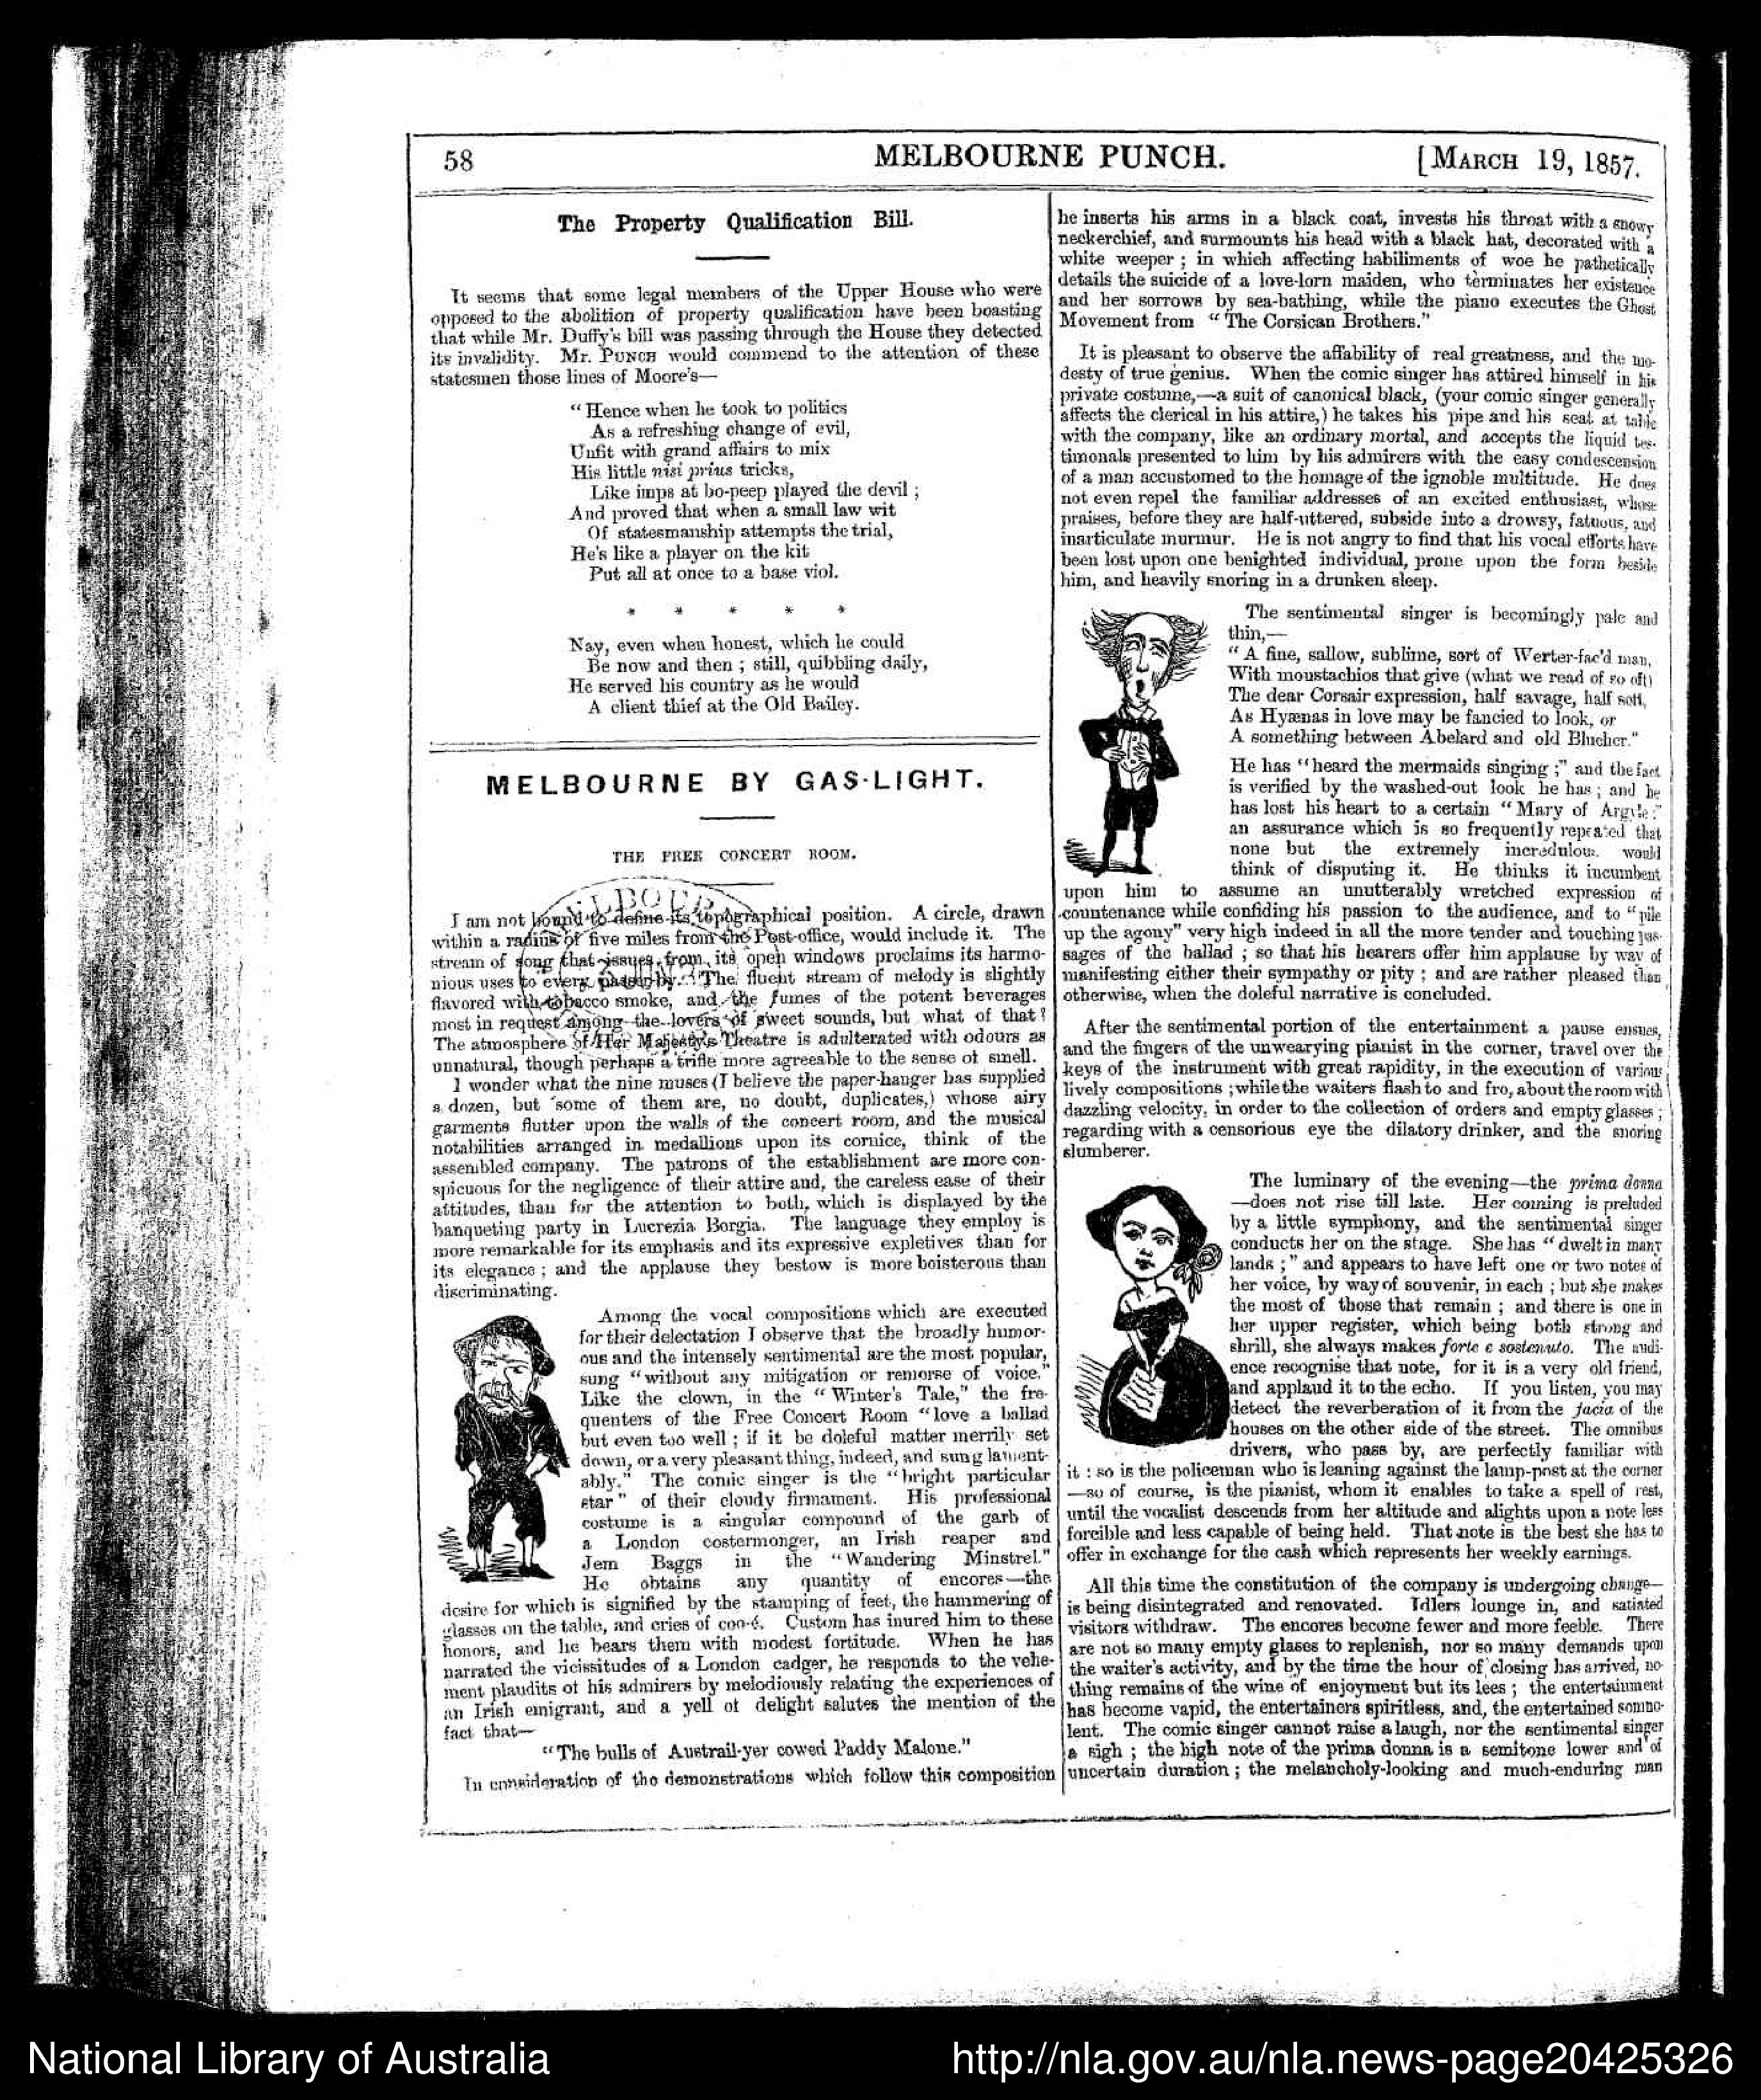 58
MELBOURNE PUNCH.
[MARCH 19, 1857.
The Property Qualification Bill.
It seems that some legal members of the Upper House who were
opposed to the abolition of property qualification have been boasting
that while Mr. Duffy's bill was passing through the House they detected
its invalidity. Mr. PUNCH would commend to the attention of these
statesmen those lines of Moore's—
"Hence when he took to politics
As a refreshing change of evil,
Unfit with grand affairs to mix
His little nisi prius tricks,
Like imps at bo-peep played the devil ;
And proved that when a small law wit
Of statesmanship attempts the trial,
He's like a player on the kit
Put all at once to a base viol.
* * * * *
Nay, even when honest, which he could
Be now and then ; still, quibbling daily,
He served his country as he would
A client thief at the Old Bailey.
MELBOURNE BY GAS-LIGHT.
THE FREE CONCERT ROOM.
I am not bound to define its topographical position. A circle, drawn
within a radius of five miles from the Post-office, would include it. The
stream of song that issues from its open windows proclaims its harmo-
nious uses to every passer-by. The fluent stream of melody is slightly
flavored with tobacco smoke, and the fumes of the potent beverages
most in request among the lovers of sweet sounds, but what of that?
The atmosphere of Her Majesty's Theatre is adulterated with odours as
unnatural, though perhaps a trifle more agreeable to the sense of smell.
I wonder what the nine muses (I believe the paper-hanger has supplied
a dozen, but some of them are, no doubt, duplicates,) whose airy
garments flutter upon the walls of the concert room, and the musical
notabilities arranged in medallions upon its cornice, think of the
assembled company. The patrons of the establishment are more con-
spicuous for the negligence of their attire and, the careless ease of their
attitudes, than for the attention to both, which is displayed by the
banqueting party in Lucrezia Borgia. The language they employ is
more remarkable for its emphasis and its expressive expletives than for
its elegance ; and the applause they bestow is more boisterous than
discriminating.
Among the vocal compositions which are executed
for their delectation I observe that the broadly humor-
ous and the intensely sentimental are the most popular,
sung "without any mitigation or remorse of voice."
Like the clown, in the "Winter's Tale," the fre-
quenters of the Free Concert Room "love a ballad
but even too well ; if it be doleful matter merrily set
down, or a very pleasant thing, indeed, and sung lament-
ably." The comic singer is the "bright particular
star" of their cloudy firmament. His professional
costume is a singular compound of the garb of
a London costermonger, an Irish reaper and
Jem Baggs in the "Wandering Minstrel."
He obtains any quantity of encores—the
desire for which is signified by the stamping of feet, the hammering of
glasses on the table, and cries of coo-é. Custom has inured him to these
honors, and he bears them with modest fortitude. When he has
narrated the vicissitudes of a London cadger, he responds to the vehe-
ment plaudits of his admirers by melodiously relating the experiences of
an Irish emigrant, and a yell of delight salutes the mention of the
fact that—
"The bulls of Austrail-yer cowed Paddy Malone."
In consideration of the demonstrations which follow this composition
he inserts his arms in a black coat, invests his throat with a snowy
neckerchief, and surmounts his head with a black hat, decorated with a
white weeper ; in which affecting habiliments of woe he pathetically
details the suicide of a love-lorn maiden, who terminates her existence
and her sorrows by sea-bathing, while the piano executes the Ghost
Movement from "The Corsican Brothers."
It is pleasant to observe the affability of real greatness, and the mo-
desty of true genius. When the comic singer has attired himself in his
private costume,—a suit of canonical black, (your comic singer generally
affects the clerical in his attire,) he takes his pipe and his seat at table
with the company, like an ordinary mortal, and accepts the liquid tes-
timonals presented to him by his admirers with the easy condescension
of a man accustomed to the homage of the ignoble multitude. He does
not even repel the familiar addresses of an excited enthusiast, whose
praises, before they are half-uttered, subside into a drowsy, fatuous, and
inarticulate murmur. He is not angry to find that his vocal efforts have
been lost upon one benighted individual, prone upon the form beside
him, and heavily snoring in a drunken sleep.
The sentimental singer is becomingly pale and
thin,—
"A fine, sallow, sublime, sort of Werter-fac'd man,
With moustachios that give (what we read of so oft)
The dear Corsair expression, half savage, half soft,
As Hyænas in love may be fancied to look, or
A something between Abelard and old Blucher."
He has "heard the mermaids singing ;" and the fact
is verified by the washed-out look he has ; and he
has lost his heart to a certain "Mary of Argyle :"
an assurance which is so frequently repeated that
none but the extremely incredulous would
think of disputing it. He thinks it incumbent
upon him to assume an unutterably wretched expression of
countenance while confiding his passion to the audience, and to "pile
up the agony" very high indeed in all the more tender and touching pas-
sages of the ballad ; so that his hearers offer him applause by way of
manifesting either their sympathy or pity ; and are rather pleased than
otherwise, when the doleful narrative is concluded.
After the sentimental portion of the entertainment a pause ensues,
and the fingers of the unwearying pianist in the corner, travel over the
keys of the instrument with great rapidity, in the execution of various
lively compositions ; while the waiters flash to and fro, about the room with
dazzling velocity, in order to the collection of orders and empty glasses ;
regarding with a censorious eye the dilatory drinker, and the snoring
slumberer.
The luminary of the evening—the prima donna
—does not rise till late. Her coming is preluded
by a little symphony, and the sentimental singer
conducts her on the stage. She has "dwelt in many
lands ;" and appears to have left one or two notes of
her voice, by way of souvenir, in each ; but she makes
the most of those that remain ; and there is one in
her upper register, which being both strong and
shrill, she always makes forte e sostenuto. The audi-
ence recognise that note, for it is a very old friend,
and applaud it to the echo. If you listen, you may
detect the reverberation of it from the facia of the
houses on the other side of the street. The omnibus
drivers, who pass by, are perfectly familiar with
it : so is the policeman who is leaning against the lamp-post at the corner
—so of course, is the pianist, whom it enables to take a spell of rest,
until the vocalist descends from her altitude and alights upon a note less
forcible and less capable of being held. That note is the best she has to
offer in exchange for the cash which represents her weekly earnings.
All this time the constitution of the company is undergoing change—
is being disintegrated and renovated. Idlers lounge in, and satiated
visitors withdraw. The encores become fewer and more feeble. There
are not so many empty glases to replenish, nor so many demands upon
the waiter's activity, and by the time the hour of closing has arrived, no-
thing remains of the wine of enjoyment but its lees ; the entertainment
has become vapid, the entertainers spiritless, and, the entertained somno-
lent. The comic singer cannot raise a laugh, nor the sentimental singer
a sigh ; the high note of the prima donna is a semitone lower and of
uncertain duration ; the melancholy-looking and much-enduring man
National Library of Australia
http://nla.gov.au/nla.news-page20425326